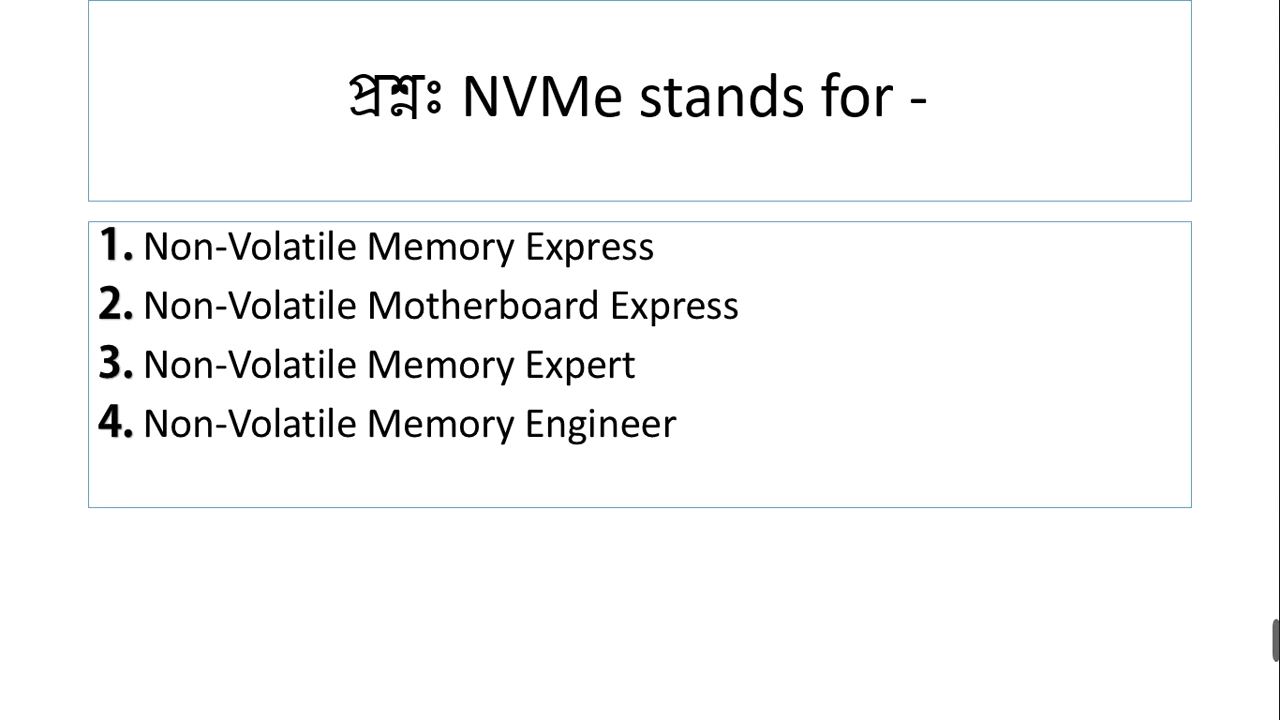 প্রশ্নঃ NVMe stands for -
1. Non-Volatile Memory Express
2. Non-Volatile Motherboard Express
3. Non-Volatile Memory Expert
4. Non-Volatile Memory Engineer